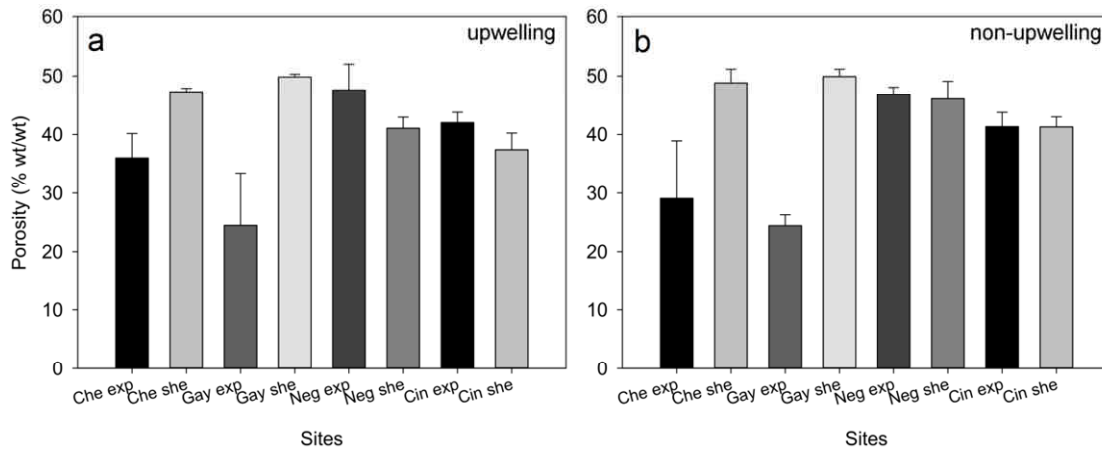 a
upwelling
Porosity (% wt/wt)
60
50
40
30
20
10
0
Che exp
Che she
Gay exp
Gay she
Neg exp
Neg she
Cin exp
Cin she
Sites
b
non-upwelling
60
50
40
30
20
10
0
Che exp
Che she
Gay exp
Gay she
Neg exp
Neg she
Cin exp
Cin she
Sites